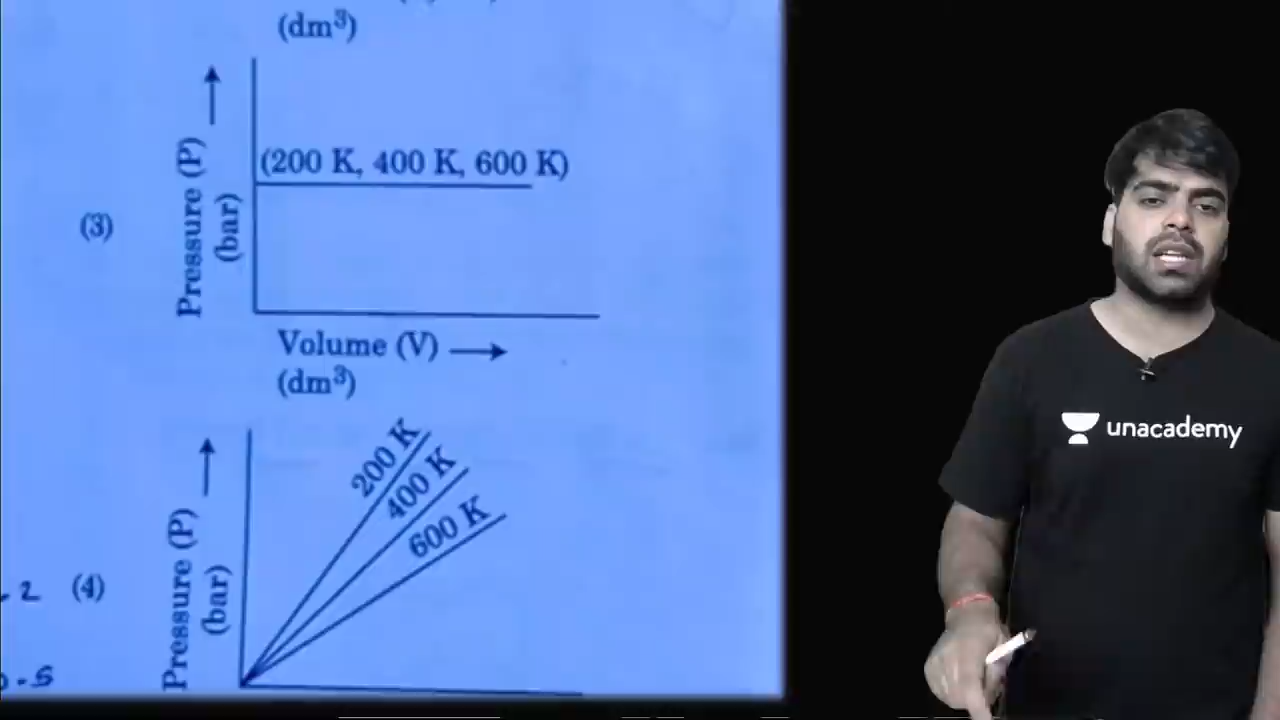 (dm³)
Pressure (P)
(bar)
(200 K, 400 K, 600 K)
(3)
Volume (V)
(dm³)
Pressure (P)
(bar)
200 K
400 K
600 K
(4)
unacademy